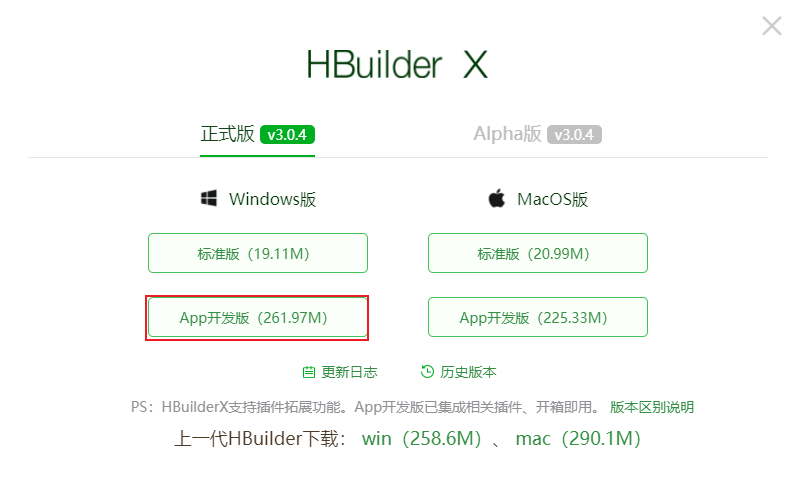 HBuilder X
正式版 v3.0.4 Alpha版 v3.0.4
Windows版 MacOS版
标准版（19.11M） 标准版（20.99M）
App开发版（261.97M） App开发版（225.33M）
更新日志 历史版本
PS：HBuilderX支持插件拓展功能。App开发版已集成相关插件、开箱即用。 版本区别说明
上一代HBuilder下载： win（258.6M）、 mac（290.1M）